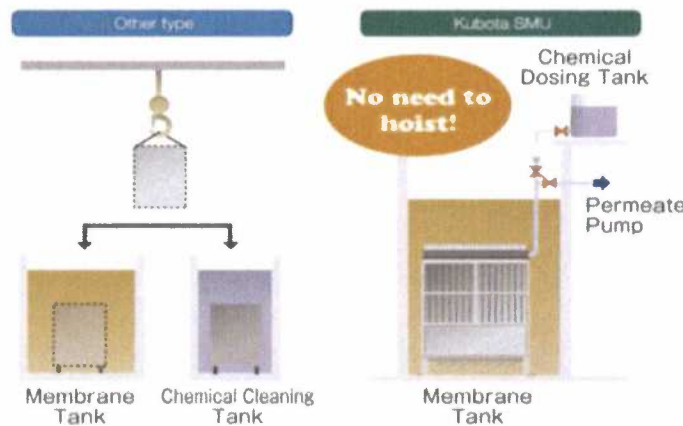 Other type
Membrane
Tank
Chemical Cleaning
Tank
Kubota SMU
No need to
hoist!
Chemical
Dosing Tank
Permeate
Pump
Membrane
Tank